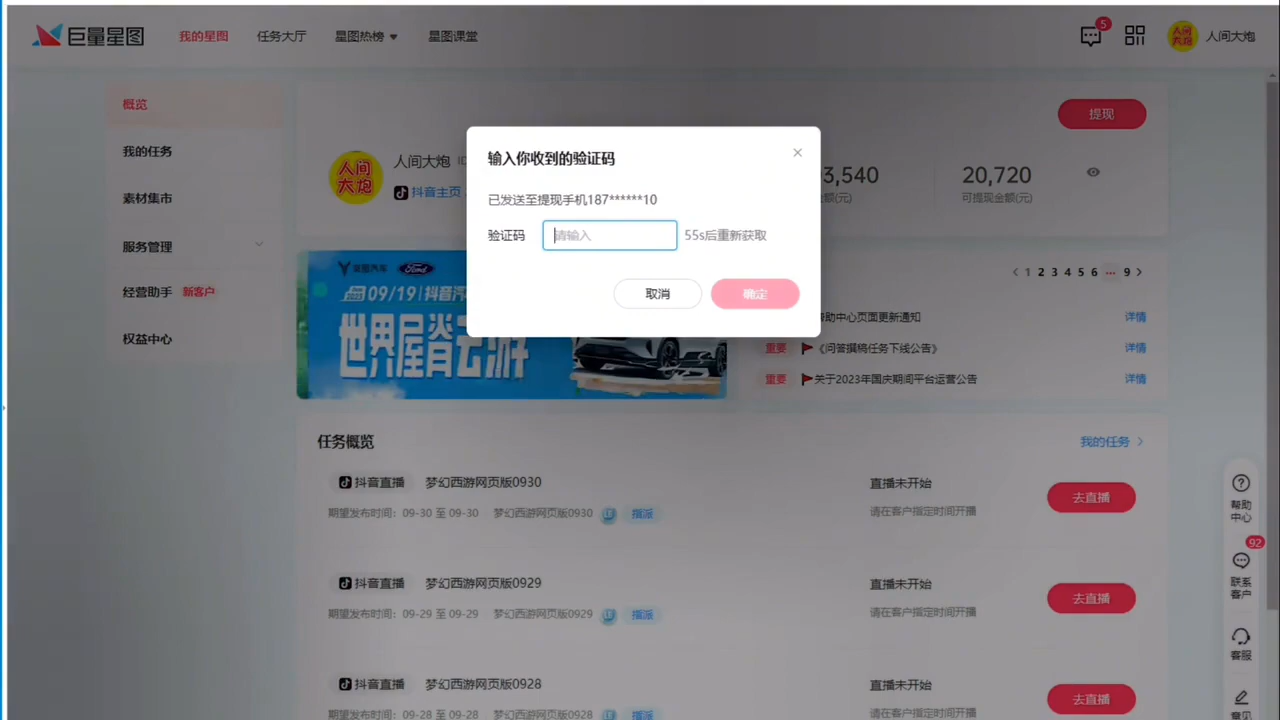 巨量星图
我的星图
任务大厅
星图热榜
星图课堂
5
人间大炮
概览
我的任务
素材集市
服务管理
经营助手 新客户
权益中心
人间大炮
人间大炮
抖音主页
提现
3,540
额(元)
20,720
可提现金额(元)
输入你收到的验证码
已发送至提现手机187******10
验证码 请输入 55s后重新获取
取消 确定
Ford
09/19
世界屋脊云游
1 2 3 4 5 6 ... 9
帮助中心页面更新通知 详情
重要 《问答撰稿任务下线公告》 详情
重要 关于2023年国庆期间平台运营公告 详情
任务概览
我的任务
抖音直播 梦幻西游网页版0930
期望发布时间: 09-30 至 09-30 梦幻西游网页版0930 指派
直播未开始
请在客户指定时间开播
去直播
抖音直播 梦幻西游网页版0929
期望发布时间: 09-29 至 09-29 梦幻西游网页版0929 指派
直播未开始
请在客户指定时间开播
去直播
抖音直播 梦幻西游网页版0928
期望发布时间: 09-28 至 09-28 梦幻西游网页版0928 指派
直播未开始
请在客户指定时间开播
去直播
帮助
中心
92
联系
客户
客服
意见